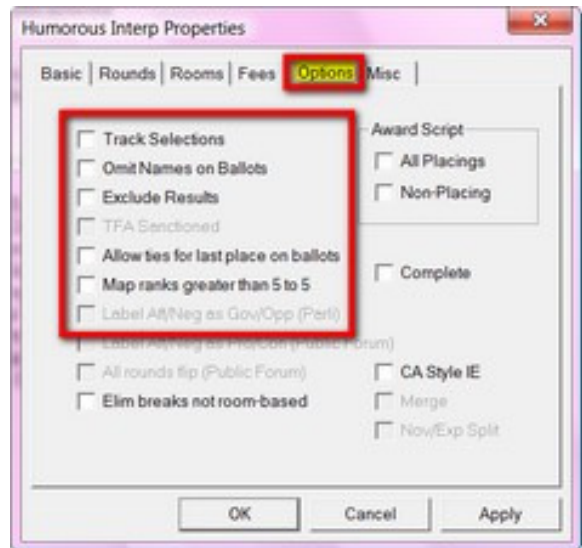 Humorous Interp Properties
Basic | Rounds | Rooms | Fees | Options | Misc |
Track Selections
Omit Names on Ballots
Exclude Results
TFA Sanctioned
Allow ties for last place on ballots
Map ranks greater than 5 to 5
Label Aff/Neg as Gov/Opp (Parli)
Label Aff/Neg as Pro/Con (Public Forum)
All rounds flip (Public Forum)
Elim breaks not room-based
Award Script
All Placings
Non-Placing
Complete
CA Style IE
Merge
Nov/Exp Split
OK Cancel Apply